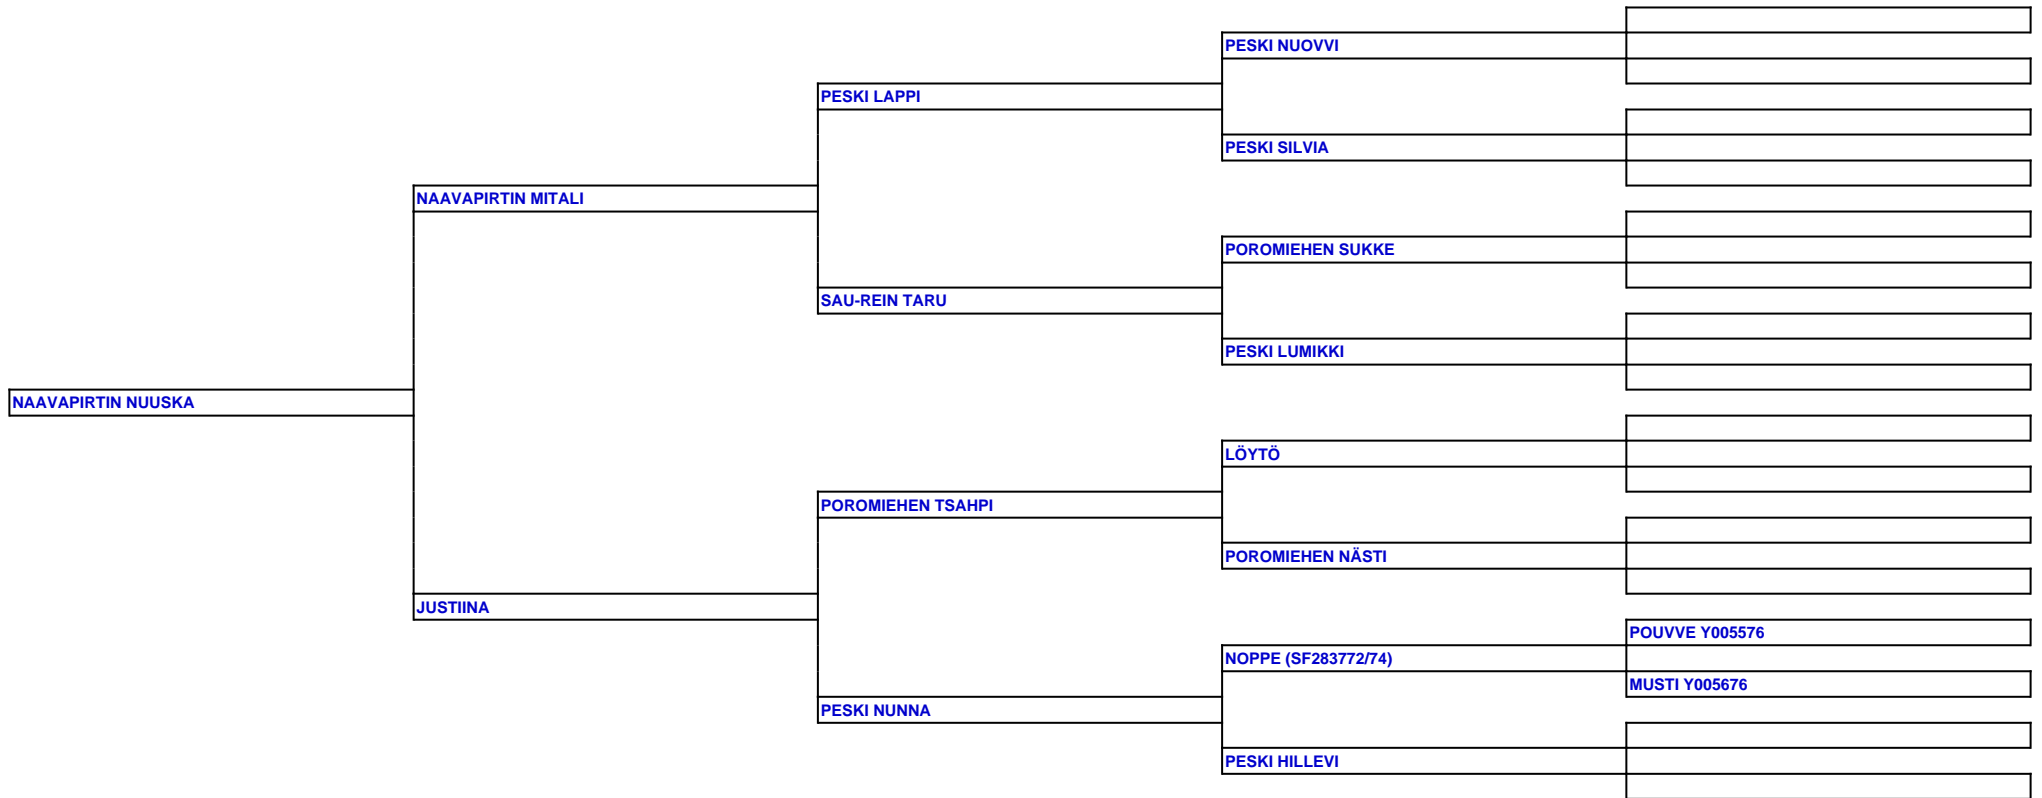 PESKI NUOVVI
PESKI LAPPI
PESKI SILVIA
NAAVAPIRTIN MITALI
POROMIEHEN SUKKE
SAU-REIN TARU
PESKI LUMIKKI
NAAVAPIRTIN NUUSKA
LÖYTÖ
POROMIEHEN TSAHPI
POROMIEHEN NÄSTI
JUSTIINA
POUVVE Y005576
NOPPE (SF283772/74)
MUSTI Y005676
PESKI NUNNA
PESKI HILLEVI